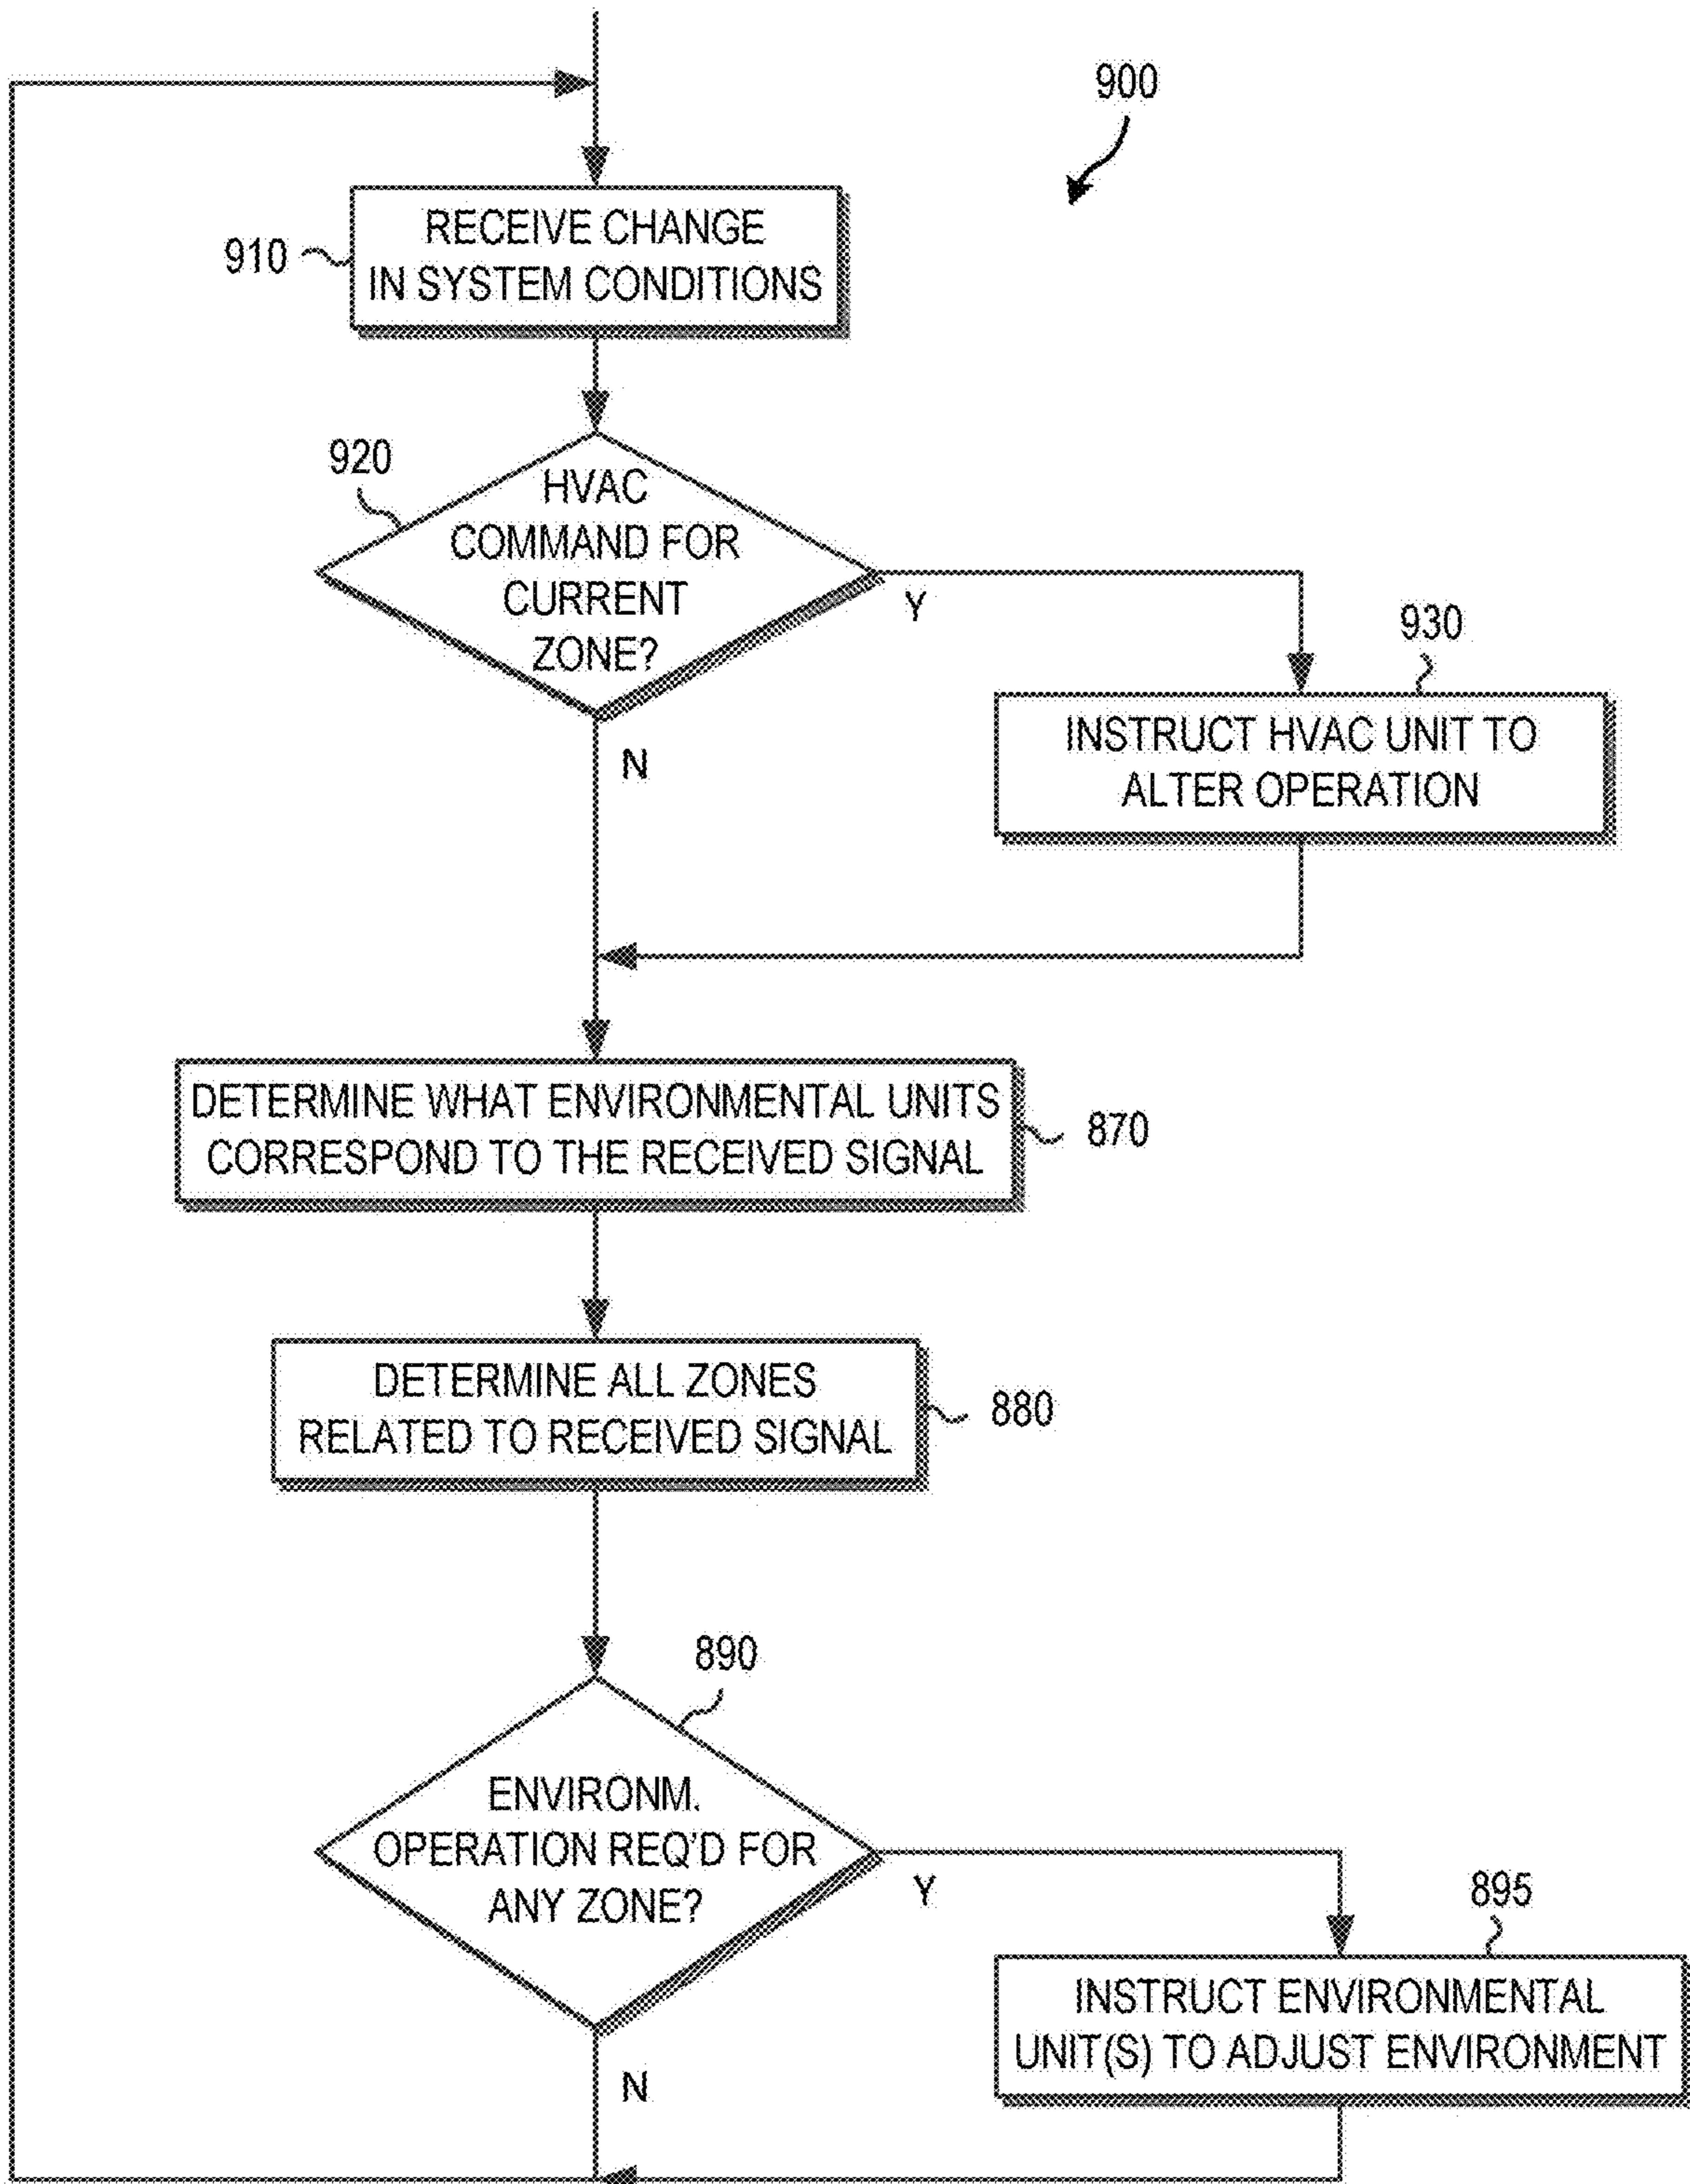 900
RECEIVE CHANGE
IN SYSTEM CONDITIONS
910
920
HVAC
COMMAND FOR
CURRENT
ZONE?
Y
N
930
INSTRUCT HVAC UNIT TO
ALTER OPERATION
DETERMINE WHAT ENVIRONMENTAL UNITS
CORRESPOND TO THE RECEIVED SIGNAL
870
DETERMINE ALL ZONES
RELATED TO RECEIVED SIGNAL
880
890
ENVIRONM.
OPERATION REQ'D FOR
ANY ZONE?
Y
N
895
INSTRUCT ENVIRONMENTAL
UNIT(S) TO ADJUST ENVIRONMENT